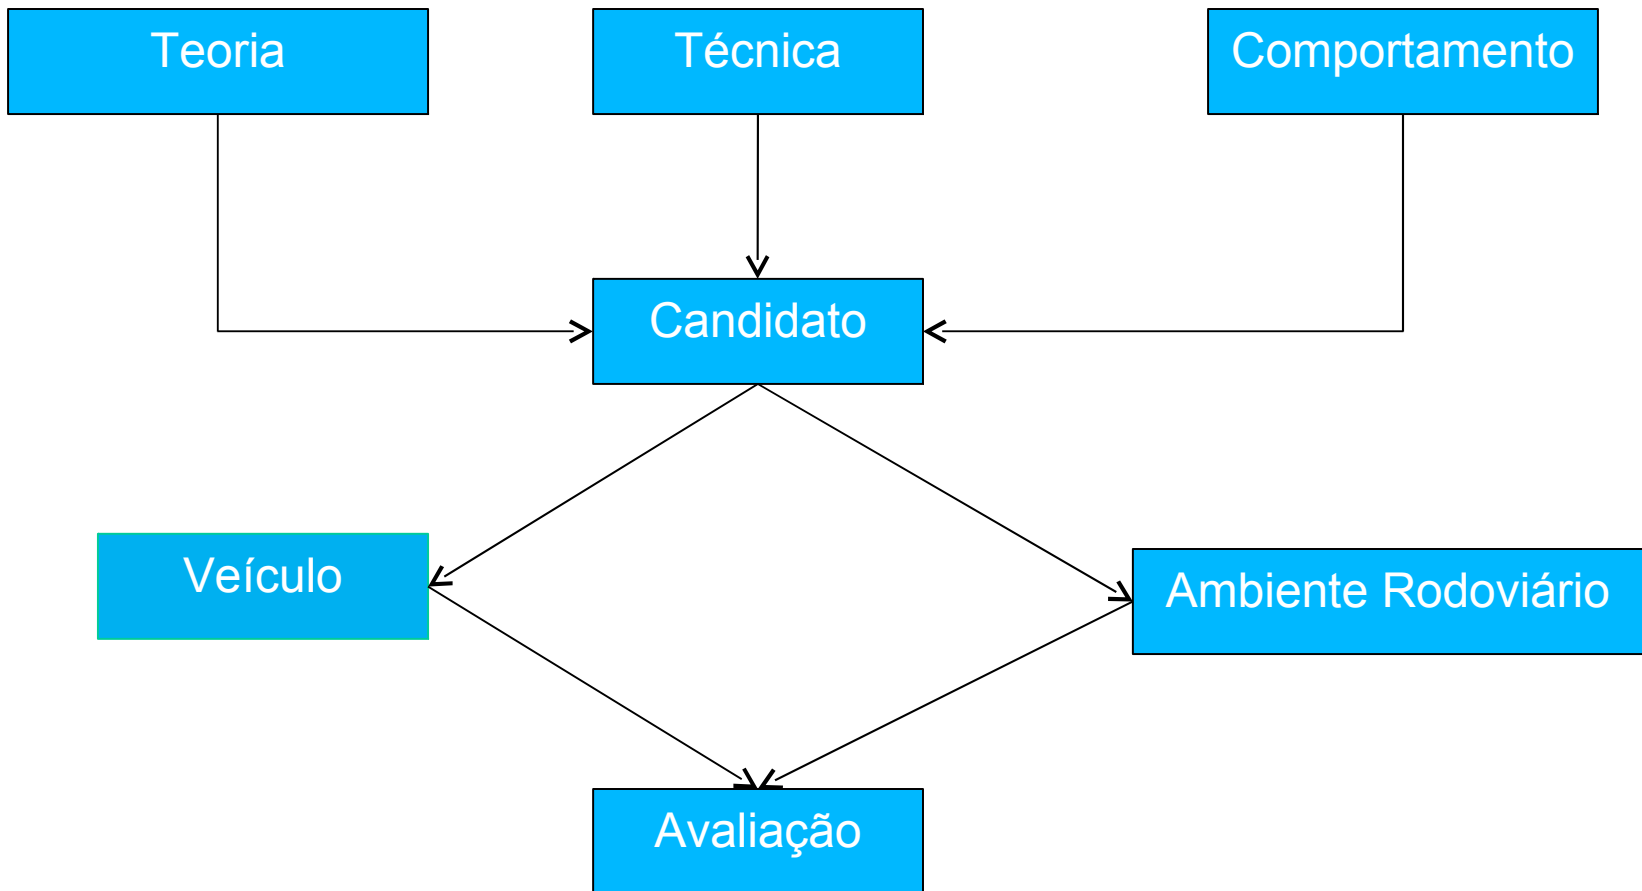 Teoria
Técnica
Comportamento
Candidato
Veículo
Ambiente Rodoviário
Avaliação